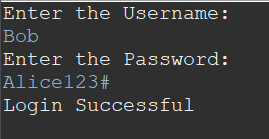 Enter the Username:
Bob
Enter the Password:
Alice123#
Login Successful